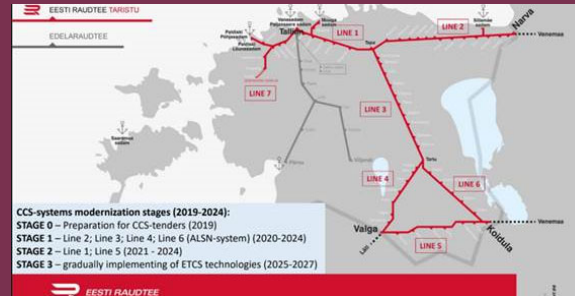 EESTI RAUDTEE TARISTU
EDELARAUDTEE
Tallinn
LINE 1
LINE 2
Narva
Venemaa
Tapa
LINE 7
LINE 3
Pärnu
Viljandi
Tartu
LINE 4
LINE 6
Valga
Läti
LINE 5
Koidula
Venemaa
CCS-systems modernization stages (2019-2024):
STAGE 0 – Preparation for CCS-tenders (2019)
STAGE 1 – Line 2; Line 3; Line 4; Line 6 (ALSN-system) (2020-2024)
STAGE 2 – Line 1; Line 5 (2021 - 2024)
STAGE 3 – gradually implementing of ETCS technologies (2025-2027)
EESTI RAUDTEE